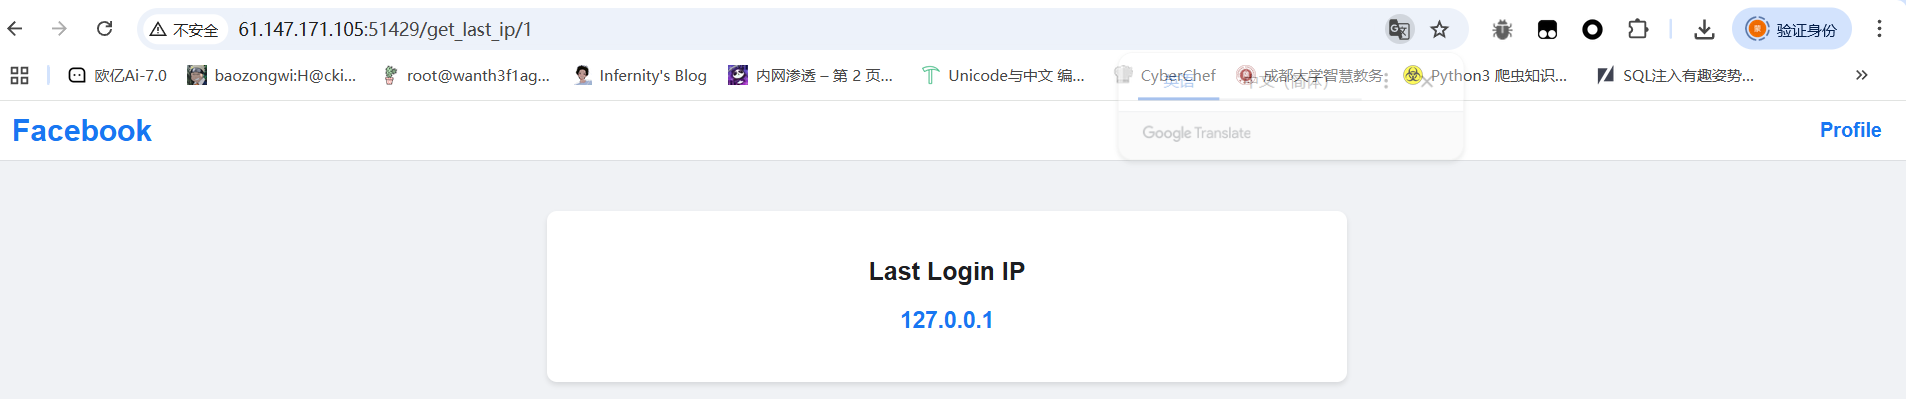 不安全 61.147.171.105:51429/get_last_ip/1 验证身份
欧亿Ai-7.0 baozongwi:H@cki... root@wanth3f1ag... Infernity's Blog 内网渗透 – 第 2 页... Unicode与中文 编... CyberChef 成都大学智慧教务 Python3 爬虫知识... SQL注入有趣姿势... »
英语 中文（简体）
Facebook Google Translate Profile
Last Login IP
127.0.0.1